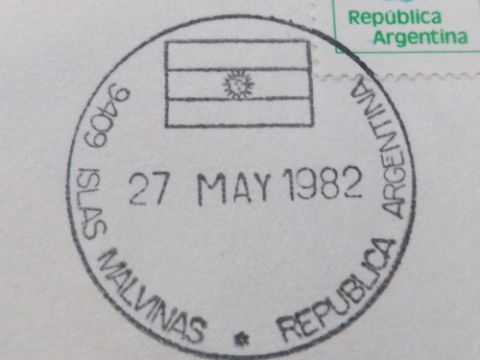 República
Argentina
9409 ISLAS MALVINAS * REPUBLICA ARGENTINA
27 MAY 1982